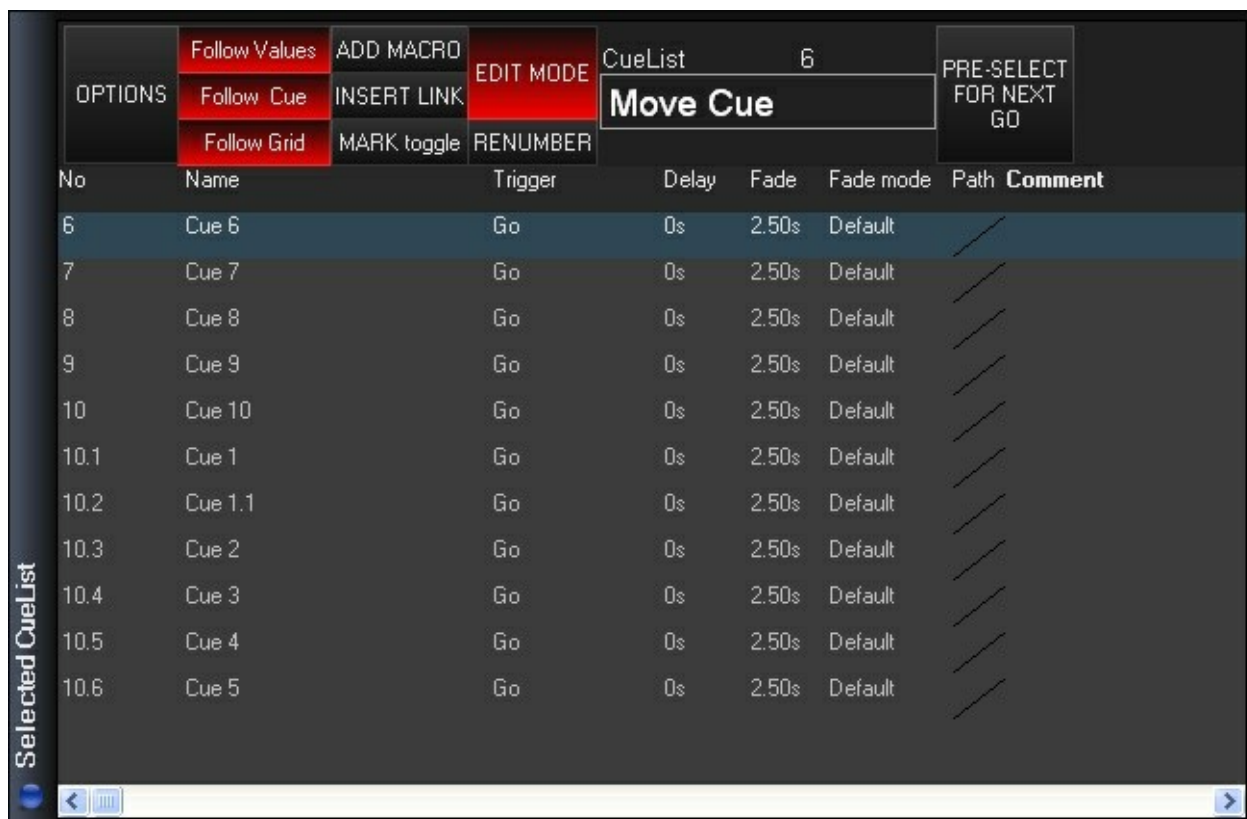 OPTIONS
Follow Values
Follow Cue
Follow Grid
ADD MACRO
INSERT LINK
MARK toggle
EDIT MODE
RENUMBER
CueList 6
Move Cue
PRE-SELECT
FOR NEXT
GO
No Name Trigger Delay Fade Fade mode Path Comment
6 Cue 6 Go 0s 2.50s Default
7 Cue 7 Go 0s 2.50s Default
8 Cue 8 Go 0s 2.50s Default
9 Cue 9 Go 0s 2.50s Default
10 Cue 10 Go 0s 2.50s Default
10.1 Cue 1 Go 0s 2.50s Default
10.2 Cue 1.1 Go 0s 2.50s Default
10.3 Cue 2 Go 0s 2.50s Default
10.4 Cue 3 Go 0s 2.50s Default
10.5 Cue 4 Go 0s 2.50s Default
10.6 Cue 5 Go 0s 2.50s Default
Selected CueList